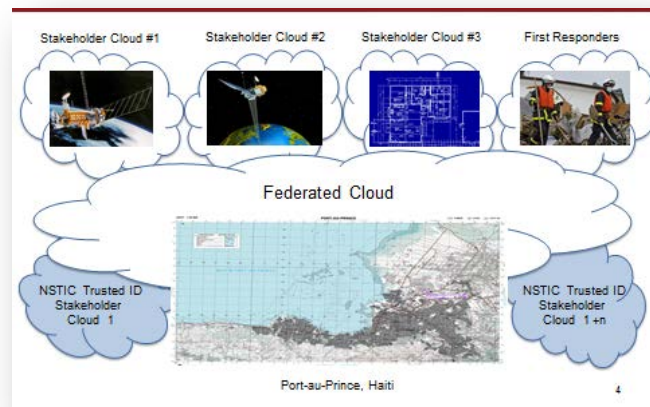 Stakeholder Cloud #1
Stakeholder Cloud #2
Stakeholder Cloud #3
First Responders
Federated Cloud
PORT-AU-PRINCE
NSTIC Trusted ID
Stakeholder
Cloud 1
NSTIC Trusted ID
Stakeholder
Cloud 1 +n
Port-au-Prince, Haiti
4